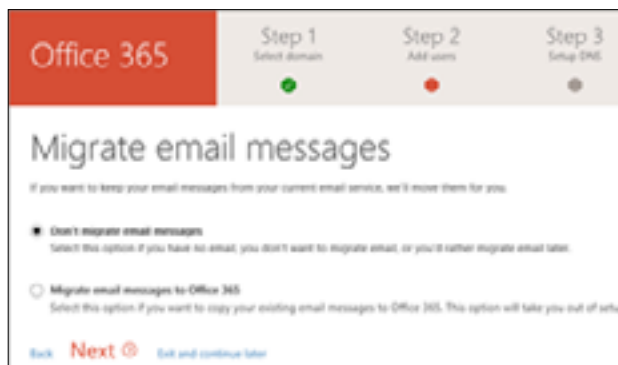 Office 365
Step 1
Select domain
Step 2
Add users
Step 3
Setup DNS
Migrate email messages
If you want to keep your email messages from your current email service, we'll move them for you.
Don't migrate email messages
Select this option if you have no email, you don't want to migrate email, or you'd rather migrate email later.
Migrate email messages to Office 365
Select this option if you want to copy your existing email messages to Office 365. This option will take you out of setu
Back Next Exit and continue later